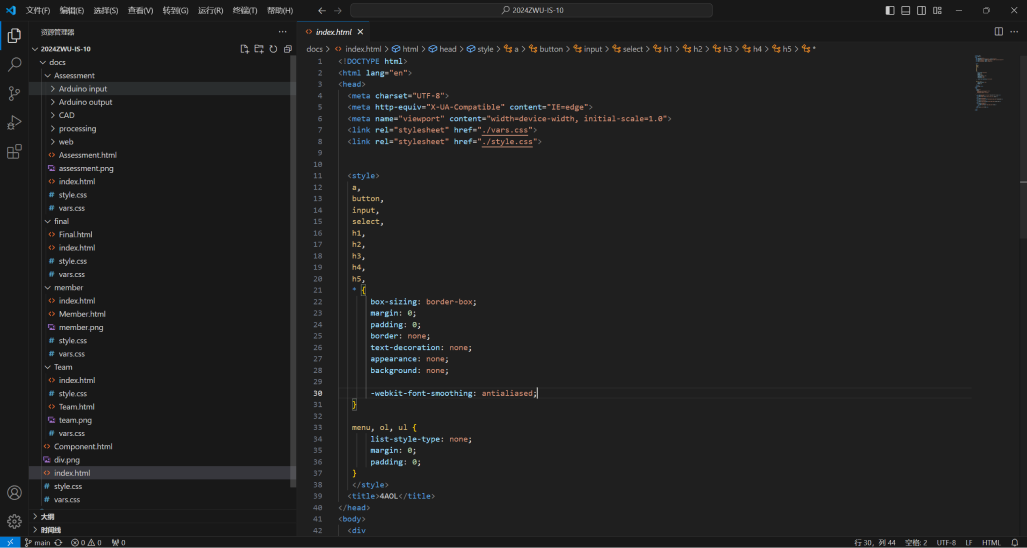 文件(F) 编辑(E) 选择(S) 查看(V) 转到(G) 运行(R) 终端(T) 帮助(H) 2024ZWU-IS-10
资源管理器
2024ZWU-IS-10
docs
Assessment
Arduino input
Arduino output
CAD
processing
web
Assessment.html
assessment.png
index.html
style.css
vars.css
final
Final.html
index.html
style.css
vars.css
member
index.html
Member.html
member.png
style.css
vars.css
Team
index.html
style.css
Team.html
team.png
vars.css
Component.html
div.png
index.html
style.css
vars.css
大纲
时间线
index.html
docs > index.html > html > head > style > a > button > input > select > h1 > h2 > h3 > h4 > h5 > *
1 <!DOCTYPE html>
2 <html lang="en">
3 <head>
4 <meta charset="UTF-8">
5 <meta http-equiv="X-UA-Compatible" content="IE=edge">
6 <meta name="viewport" content="width=device-width, initial-scale=1.0">
7 <link rel="stylesheet" href="./vars.css">
8 <link rel="stylesheet" href="./style.css">
9
10
11 <style>
12 a,
13 button,
14 input,
15 select,
16 h1,
17 h2,
18 h3,
19 h4,
20 h5,
21 * {
22 box-sizing: border-box;
23 margin: 0;
24 padding: 0;
25 border: none;
26 text-decoration: none;
27 appearance: none;
28 background: none;
29
30 -webkit-font-smoothing: antialiased;
31 }
32
33 menu, ol, ul {
34 list-style-type: none;
35 margin: 0;
36 padding: 0;
37 }
38 </style>
39 <title>4AOL</title>
40 </head>
41 <body>
42 <div
main 0 0 0 行 30，列 44 空格: 2 UTF-8 LF HTML